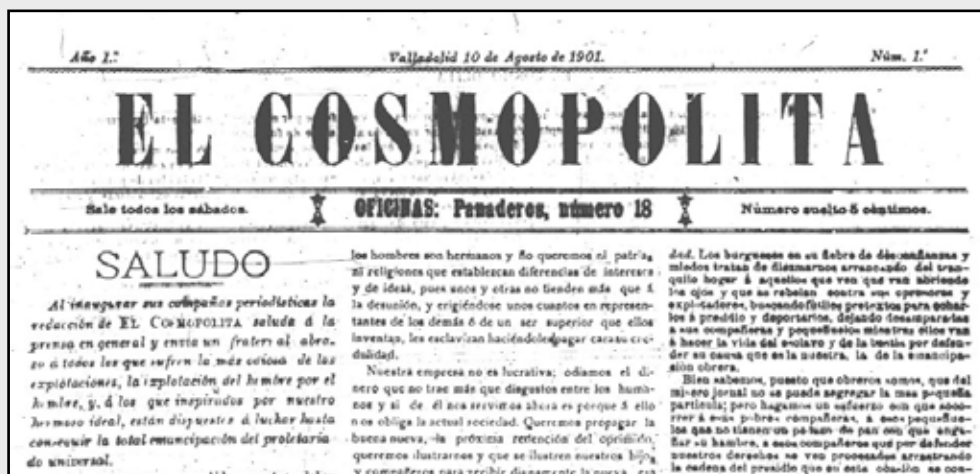 Año 1.º
Valladolid 10 de Agosto de 1901.
Núm. 1.º
EL COSMOPOLITA
Sale todos los sábados.
OFICINAS: Panaderos, número 18
Número suelto 5 céntimos.
SALUDO
Al inaugurar sus campañas periodísticas la
redacción de EL COSMOPOLITA saluda á la
prensa en general y envía un fraternal abra-
zo á todos los que sufren la más odiosa de las
explotaciones, la explotación del hombre por el
hombre, y, á los que inspirados por nuestro
hermoso ideal, están dispuestos á luchar hasta
conseguir la total emancipación del proletaria
do universal.
los hombres son hermanos y no queremos ni patrias
ni religiones que establezcan diferencias de intereses
y de ideas, pues unos y otras no tienden más que á
la desunión, y erigiéndose unos cuantos en represen-
tantes de los demás ó de un ser superior que ellos
inventan, les esclavizan haciéndoles pagar cara su cre-
dulidad.
Nuestra empresa no es lucrativa; odiamos el di-
nero que no trae más que disgustos entre los huma-
nos y si de él nos servimos ahora es porque á ello
nos obliga la actual sociedad. Queremos propagar la
buena nueva, la próxima redención del oprimido,
queremos ilustrarnos y que se ilustren nuestros hijos
y compañeros para recibir dignamente la nueva
dad. Los burgueses en su fiebre de desconfianzas y
miedos tratan de diezmarnos arrancando del tran-
quilo hogar á aquellos que ven que van abriendo
los ojos y que se rebelan contra sus opresores y
explotadores, buscando fútiles pretextos para echar-
los á presidio y deportarlos, dejando desamparadas
a sus compañeras y pequeñuelos mientras ellos van
á hacer la vida del esclavo y de la bestia por defen-
der su causa que es la nuestra, la de la emancipa-
sión obrera.
Bien sabemos, puesto que obreros somos, que del
mísero jornal no se puede segregar la más pequeña
partícula; pero hagamos un esfuerzo con que soco-
rrer á esas pobres compañeras, á esos pequeñue-
los que no tienen un pedazo de pan con que
su hambre, a esos compañeros que por defender
nuestros derechos se ven procesados arrastrando
la cadena del presidio que